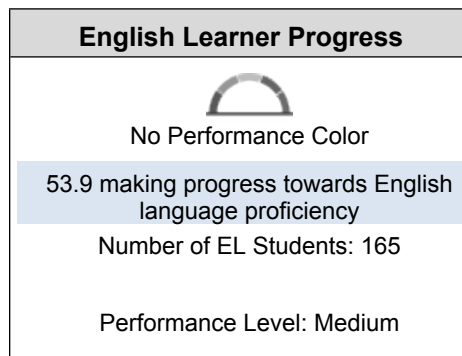 English Learner Progress
No Performance Color
53.9 making progress towards English
language proficiency
Number of EL Students: 165
Performance Level: Medium